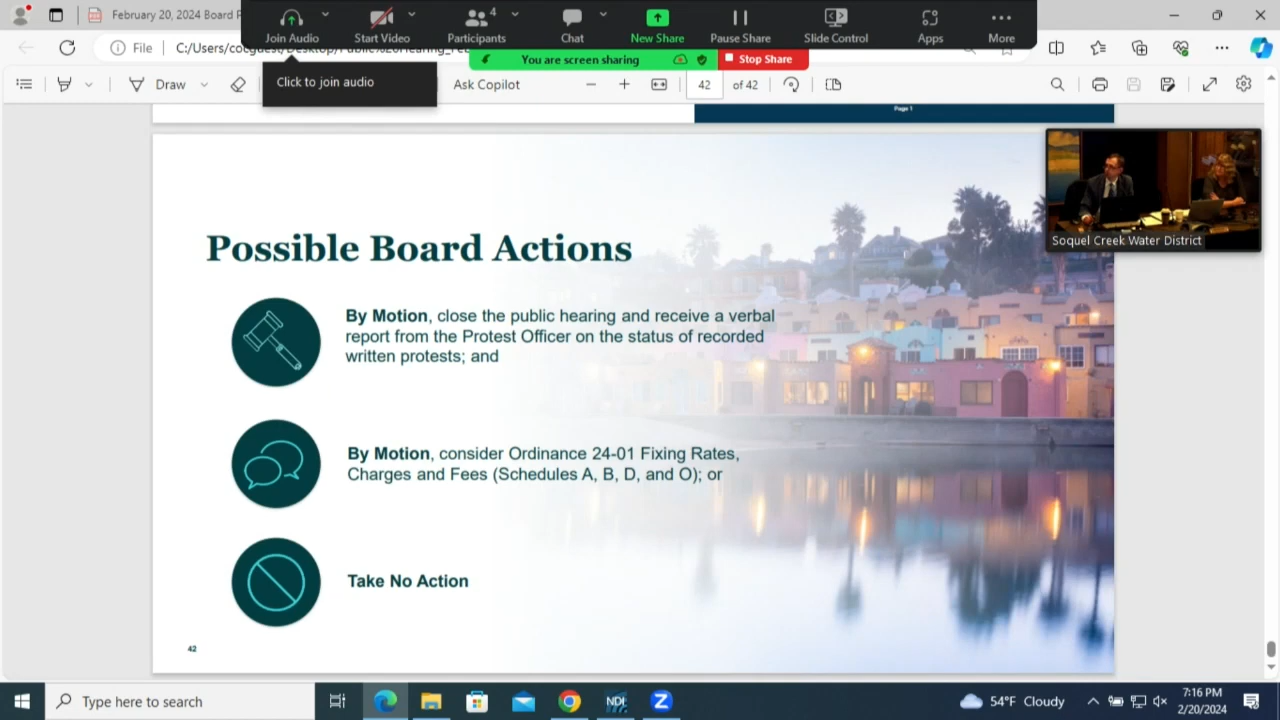 February 20, 2024 Board P
Join Audio
Start Video
4
Participants
Chat
New Share
Pause Share
Slide Control
Apps
More
File
C:/Users/
You are screen sharing
Stop Share
Click to join audio
Draw
Ask Copilot
42
of 42
Page 1
Soquel Creek Water District
Possible Board Actions
By Motion, close the public hearing and receive a verbal
report from the Protest Officer on the status of recorded
written protests; and
By Motion, consider Ordinance 24-01 Fixing Rates,
Charges and Fees (Schedules A, B, D, and O); or
Take No Action
42
Type here to search
NDI
54°F Cloudy
7:16 PM
2/20/2024